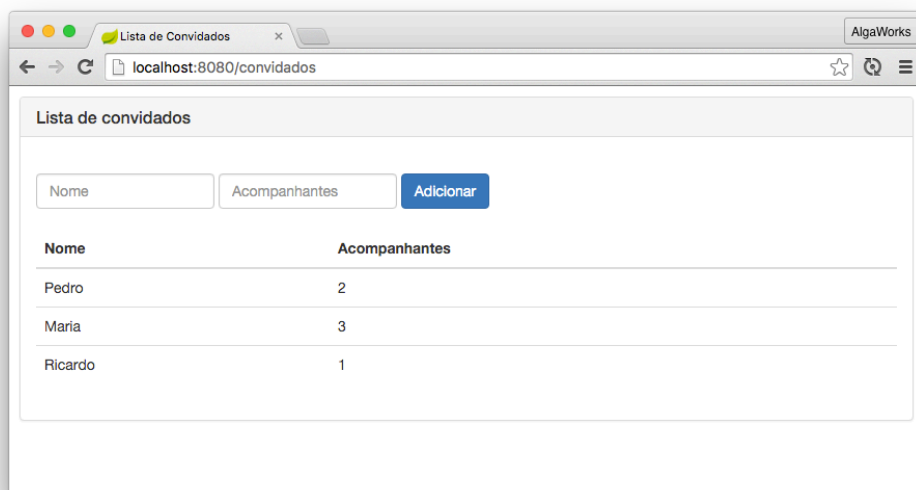 Lista de Convidados
AlgaWorks
localhost:8080/convidados
Lista de convidados
Nome Acompanhantes Adicionar
Nome Acompanhantes
Pedro 2
Maria 3
Ricardo 1